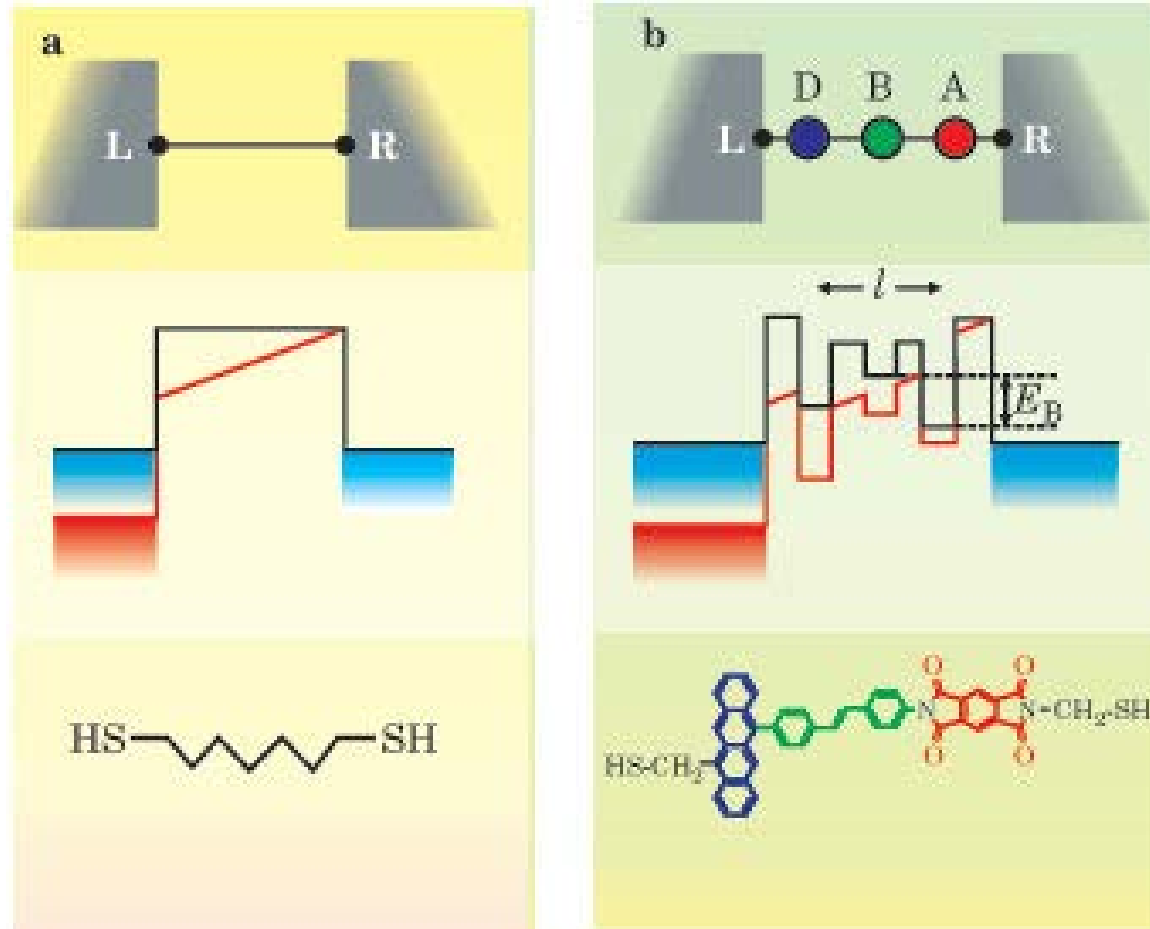 a
L R
HS SH
b
D B A
L R
l
E_B
O O
HS-CH₂ N N-CH₂-SH
O O